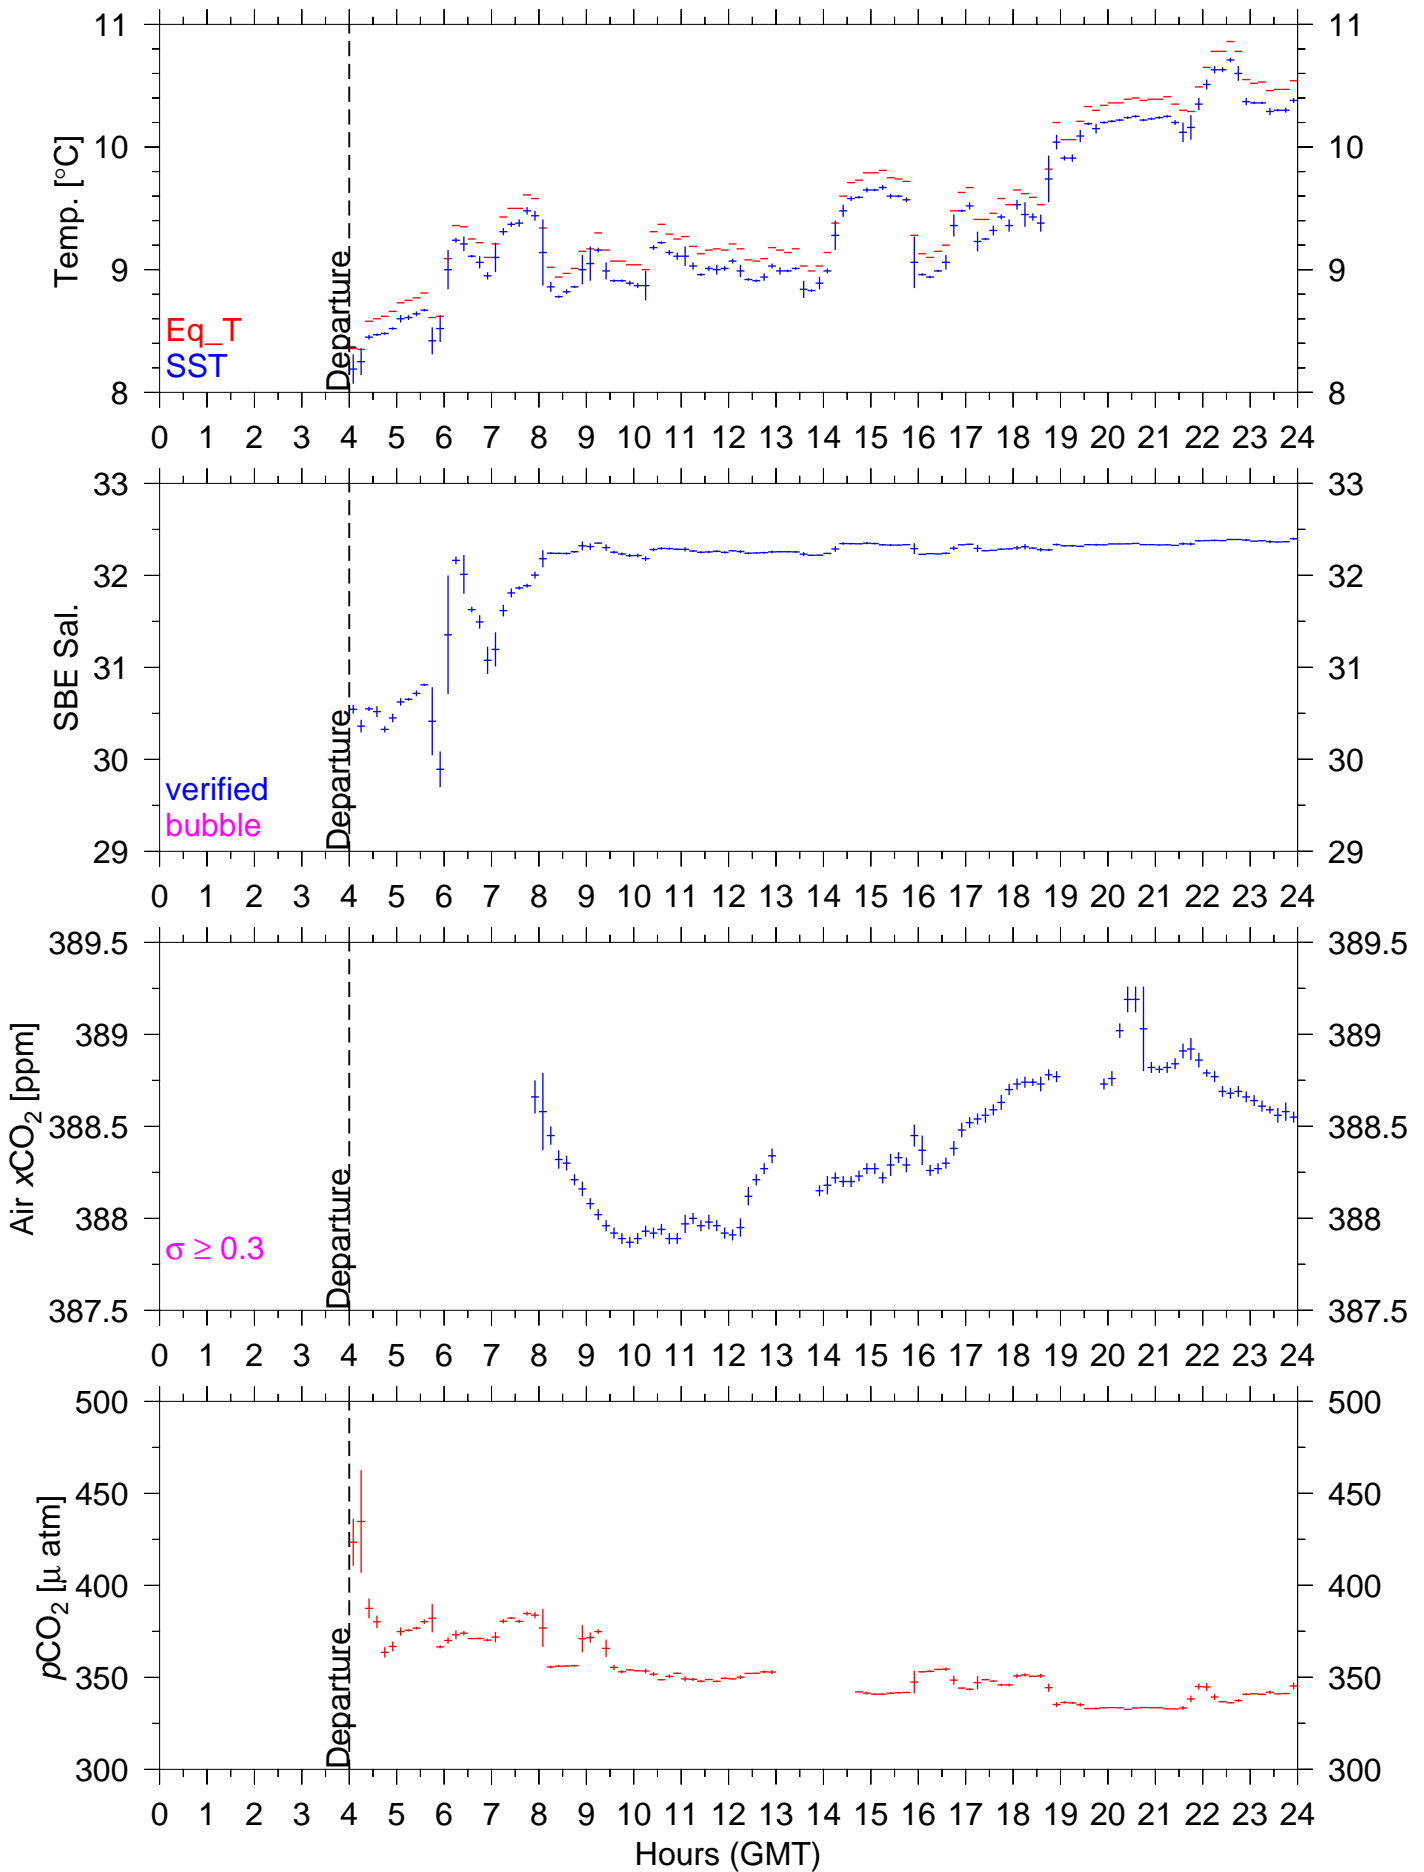 11 11
10 10
9 9
8 8
Temp. [°C]
Eq_T
SST
Departure
0 1 2 3 4 5 6 7 8 9 10 11 12 13 14 15 16 17 18 19 20 21 22 23 24
33 33
32 32
31 31
30 30
29 29
SBE Sal.
verified
bubble
Departure
0 1 2 3 4 5 6 7 8 9 10 11 12 13 14 15 16 17 18 19 20 21 22 23 24
389.5 389.5
389 389
388.5 388.5
388 388
387.5 387.5
Air xCO₂ [ppm]
σ ≥ 0.3
Departure
0 1 2 3 4 5 6 7 8 9 10 11 12 13 14 15 16 17 18 19 20 21 22 23 24
500 500
450 450
400 400
350 350
300 300
pCO₂ [μ atm]
Departure
0 1 2 3 4 5 6 7 8 9 10 11 12 13 14 15 16 17 18 19 20 21 22 23 24
Hours (GMT)